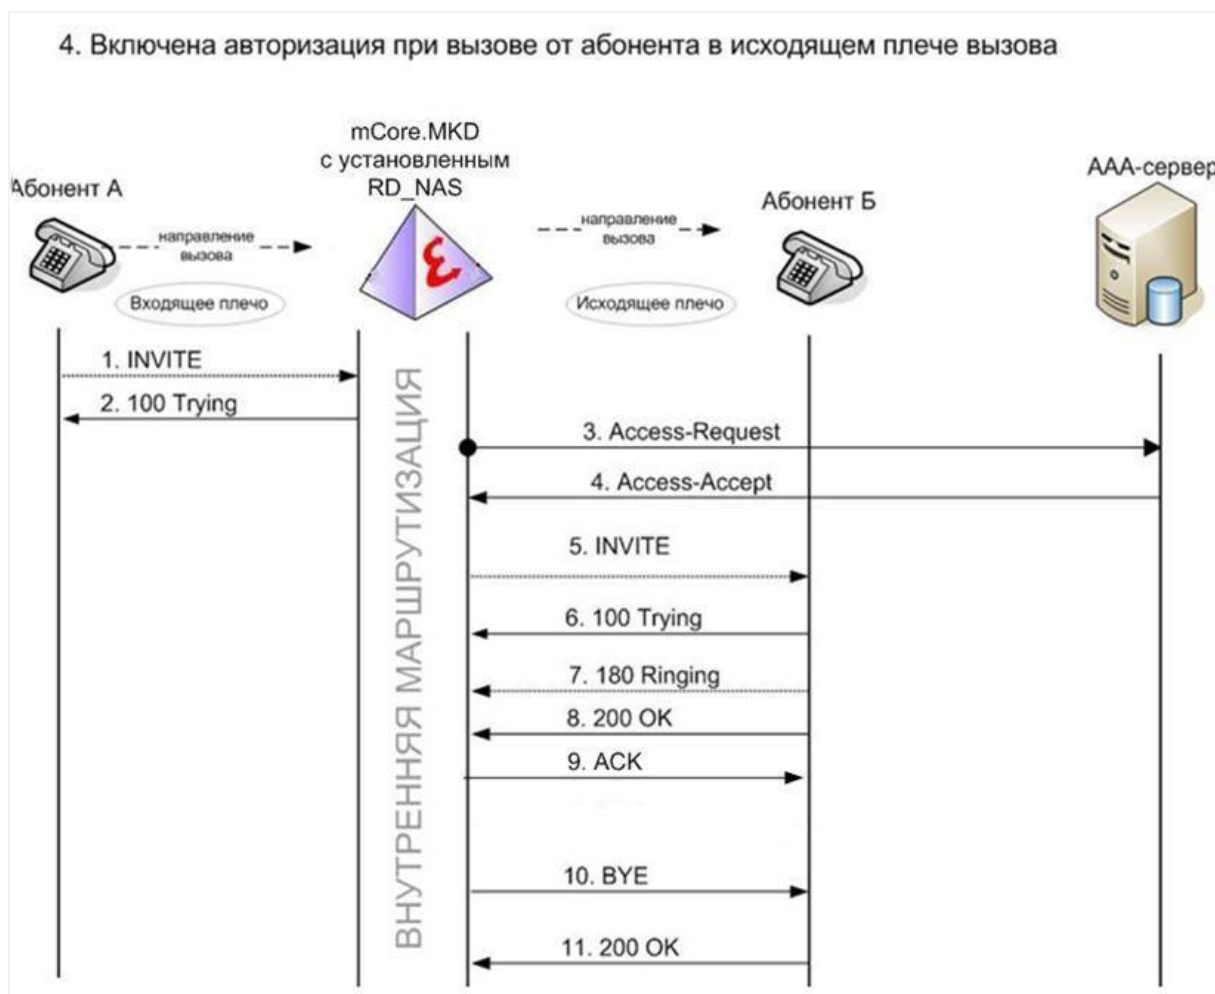 4. Включена авторизация при вызове от абонента в исходящем плече вызова
mCore.MKD
с установленным
RD_NAS
Абонент А
направление
вызова
Входящее плечо
направление
вызова
Исходящее плечо
Абонент Б
ААА-сервер
1. INVITE
2. 100 Trying
ВНУТРЕННЯЯ МАРШРУТИЗАЦИЯ
3. Access-Request
4. Access-Accept
5. INVITE
6. 100 Trying
7. 180 Ringing
8. 200 OK
9. ACK
10. BYE
11. 200 OK